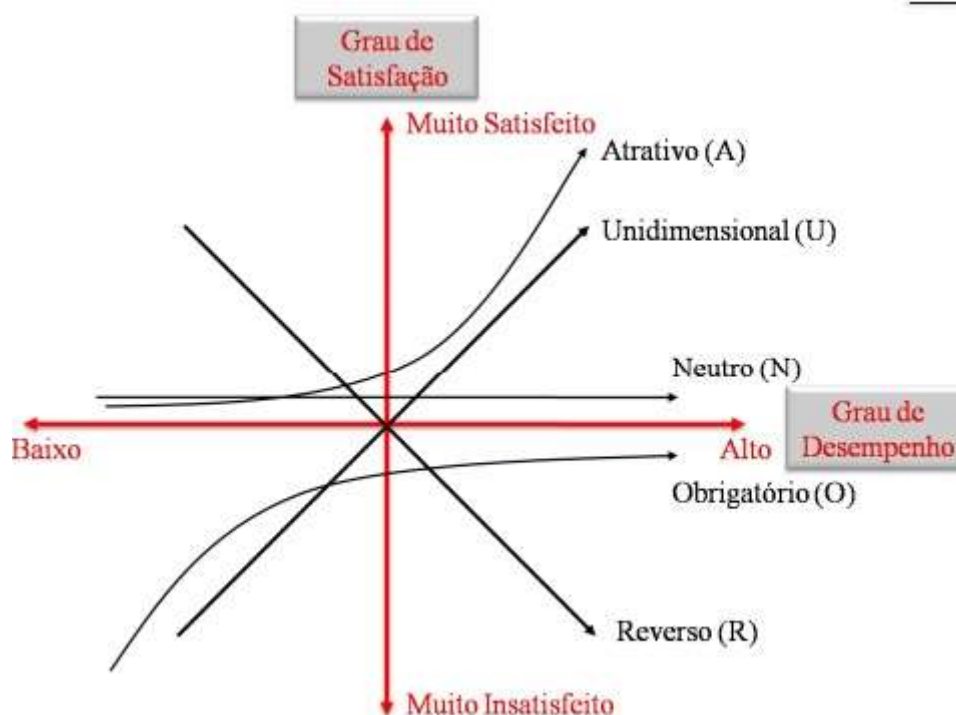 Grau de
Satisfação
Muito Satisfeito
Atrativo (A)
Unidimensional (U)
Neutro (N)
Grau de
Desempenho
Baixo
Alto
Obrigatório (O)
Reverso (R)
Muito Insatisfeito